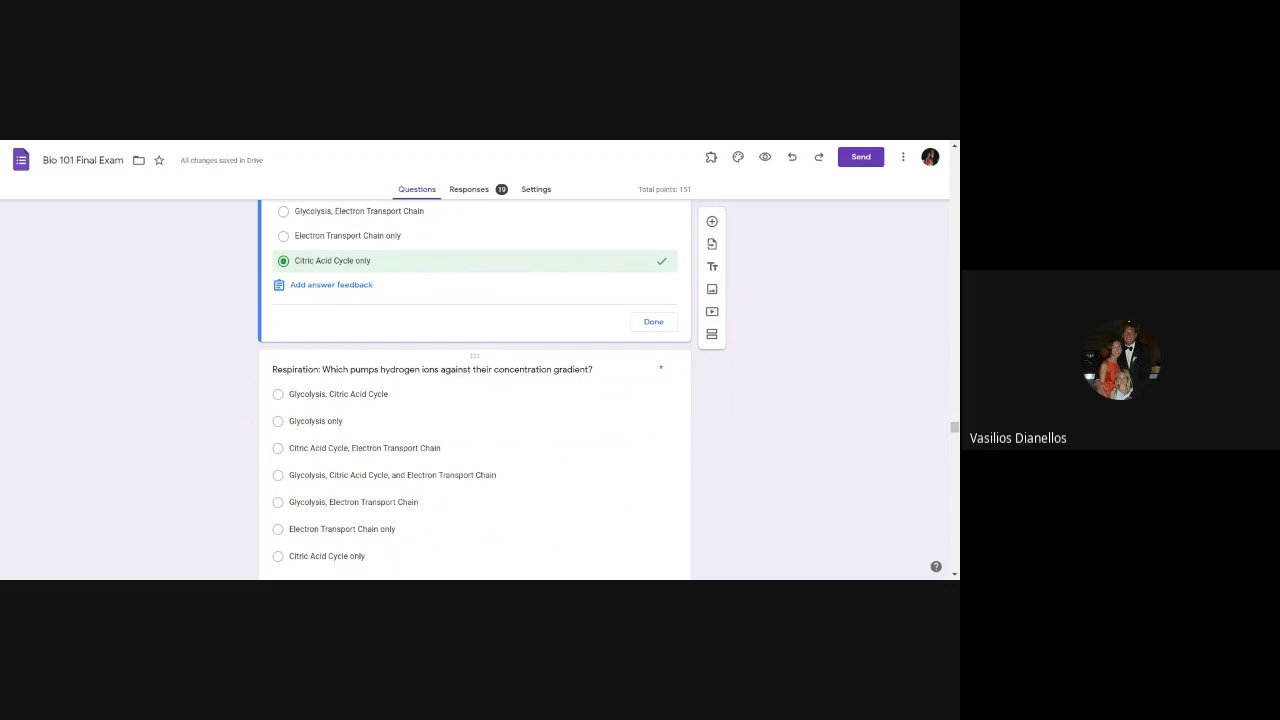 Bio 101 Final Exam
All changes saved in Drive
Send
Questions
Responses 19
Settings
Total points: 151
Glycolysis, Electron Transport Chain
Electron Transport Chain only
Citric Acid Cycle only
Add answer feedback
Done
Respiration: Which pumps hydrogen ions against their concentration gradient? *
Glycolysis, Citric Acid Cycle
Glycolysis only
Citric Acid Cycle, Electron Transport Chain
Glycolysis, Citric Acid Cycle, and Electron Transport Chain
Glycolysis, Electron Transport Chain
Electron Transport Chain only
Citric Acid Cycle only
Vasilios Dianellos